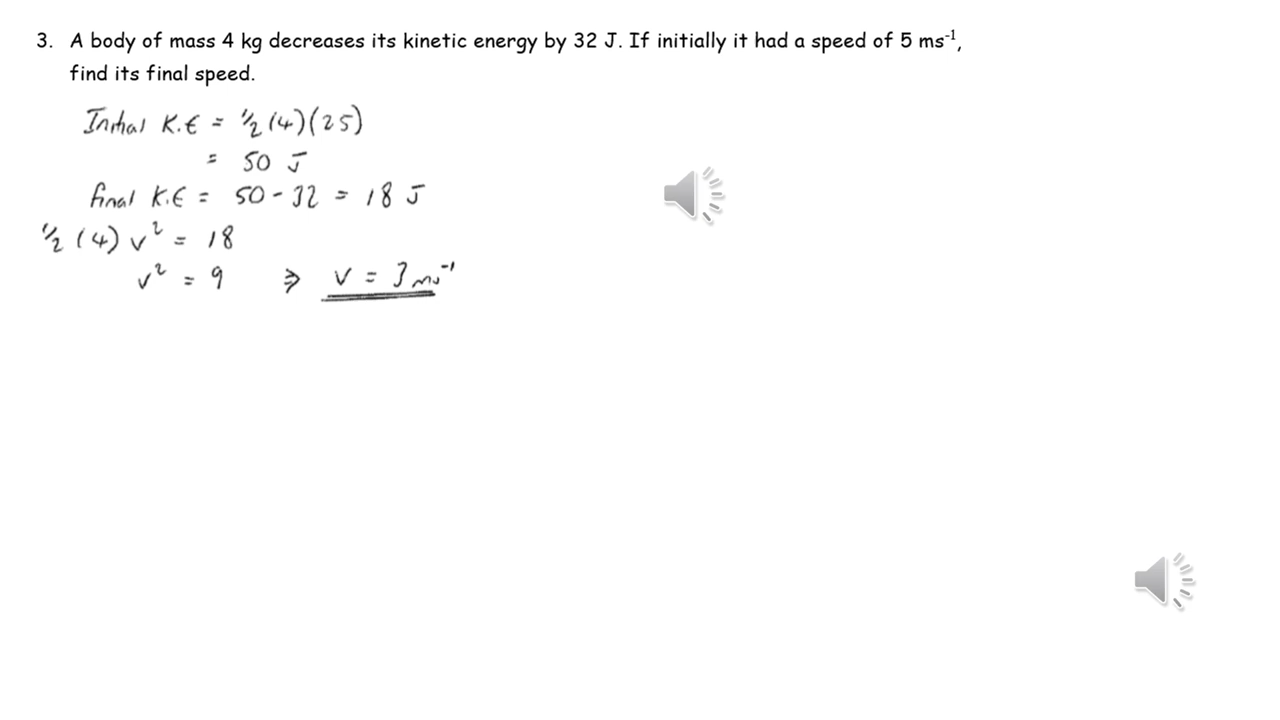 3. A body of mass 4 kg decreases its kinetic energy by 32 J. If initially it had a speed of 5 ms⁻¹,
find its final speed.
Initial K.E = ½ (4)(25)
= 50 J
final K.E = 50 - 32 = 18 J
½ (4) v² = 18
v² = 9 ⇒ v = 3 ms⁻¹